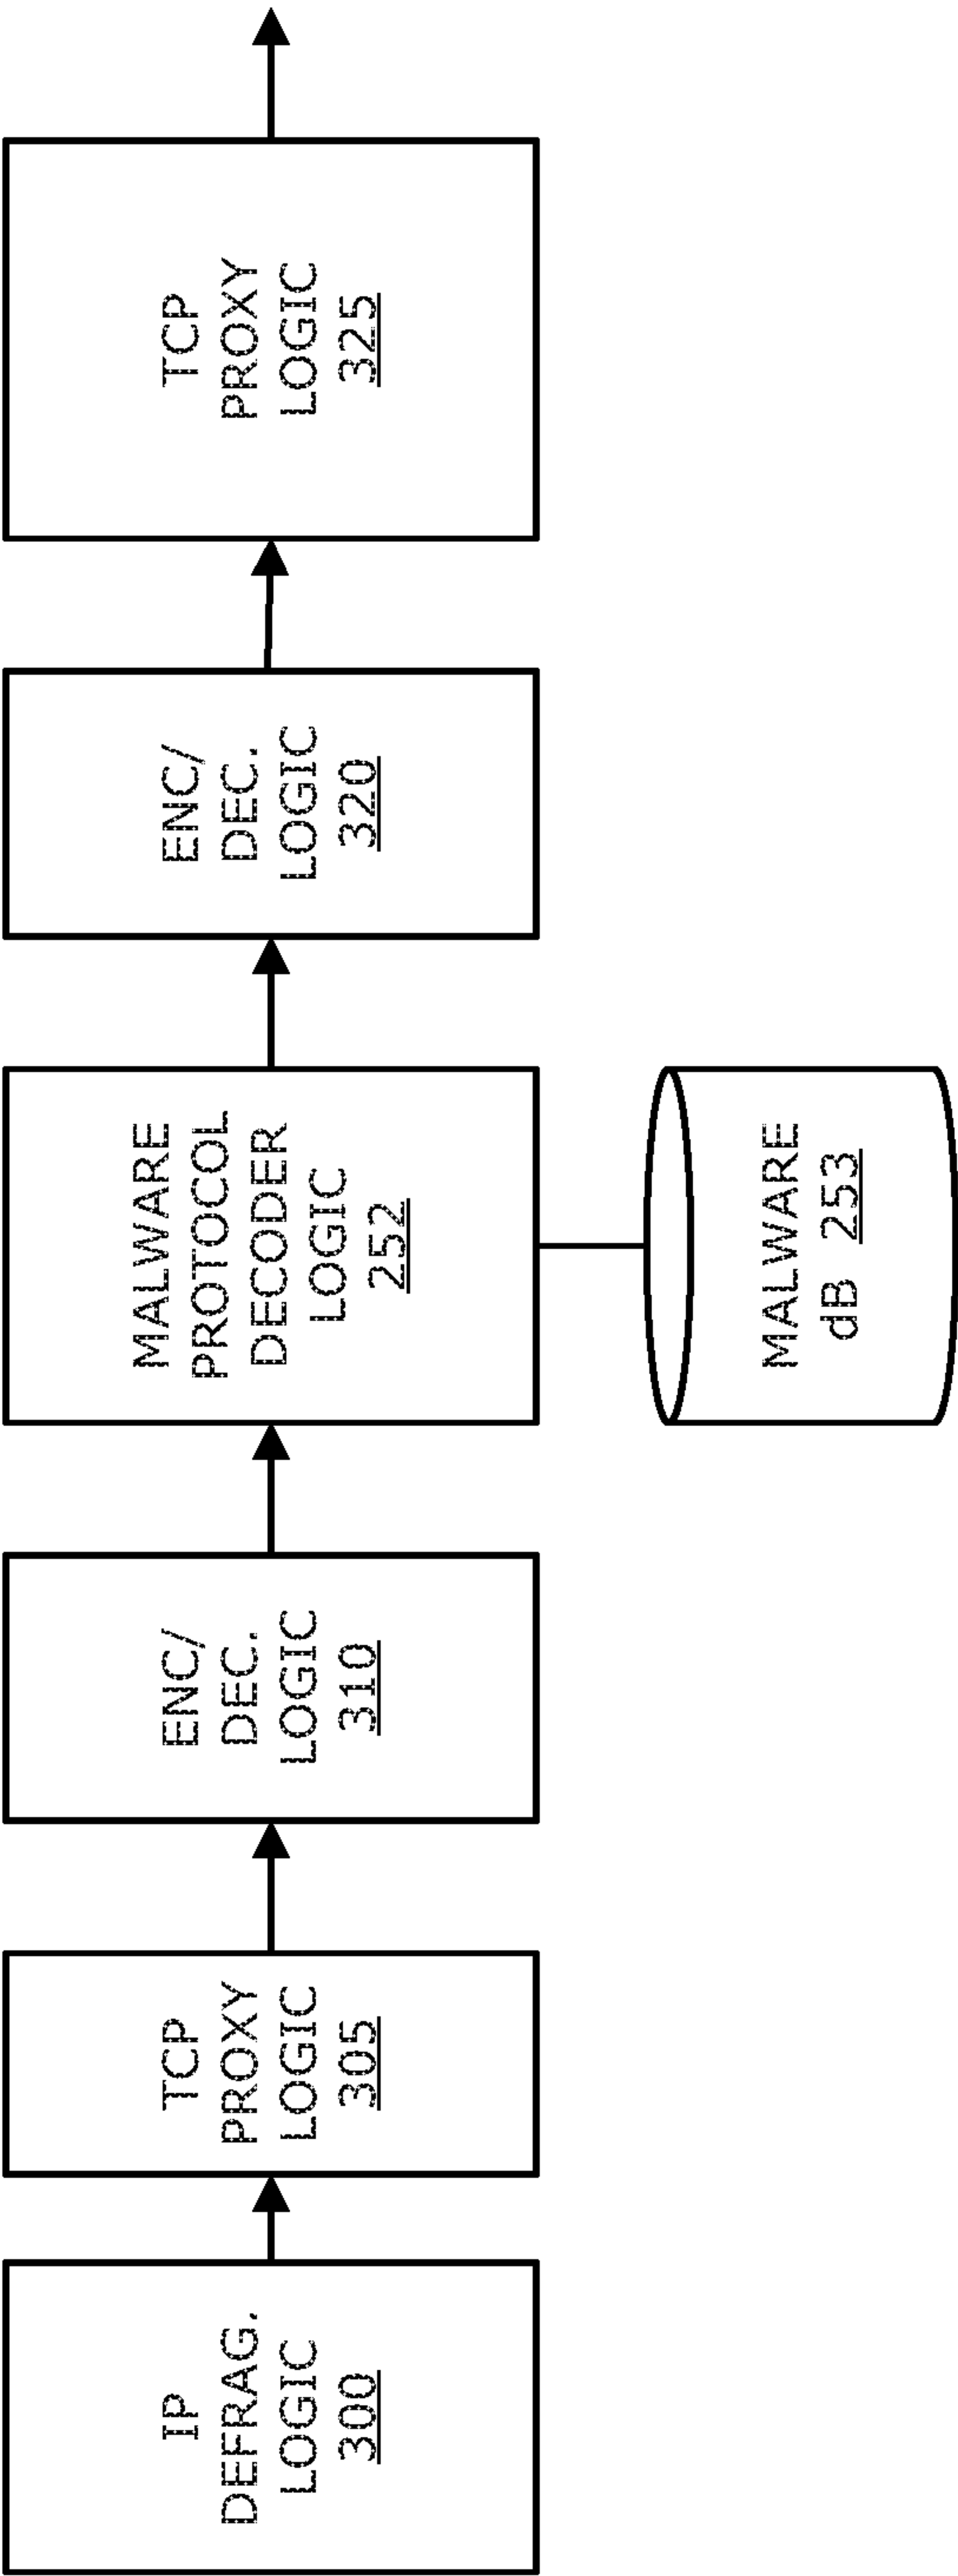 IP
DEFRAG.
LOGIC
300
TCP
PROXY
LOGIC
305
ENC/
DEC.
LOGIC
310
MALWARE
PROTOCOL
DECODER
LOGIC
252
MALWARE
dB 253
ENC/
DEC.
LOGIC
320
TCP
PROXY
LOGIC
325